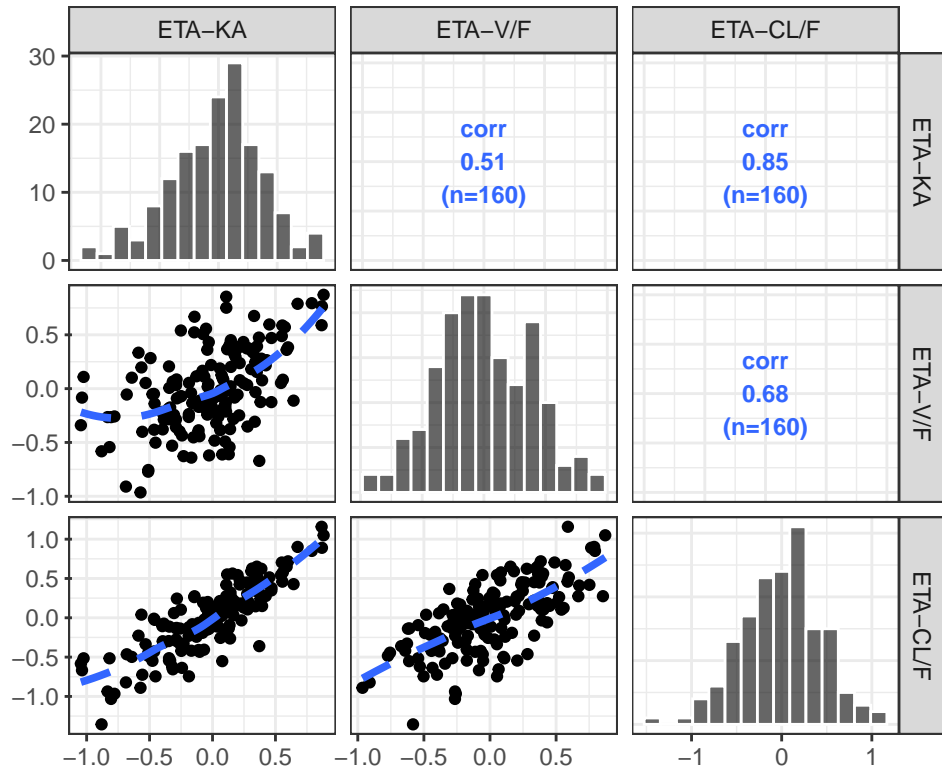 ETA−KA ETA−V/F ETA−CL/F
30
20
10
0
corr
0.51
(n=160)
corr
0.85
(n=160)
ETA−KA
0.5
0.0
−0.5
−1.0
corr
0.68
(n=160)
ETA−V/F
1.0
0.5
0.0
−0.5
−1.0
ETA−CL/F
−1.0 −0.5 0.0 0.5 −1.0 −0.5 0.0 0.5 −1 0 1